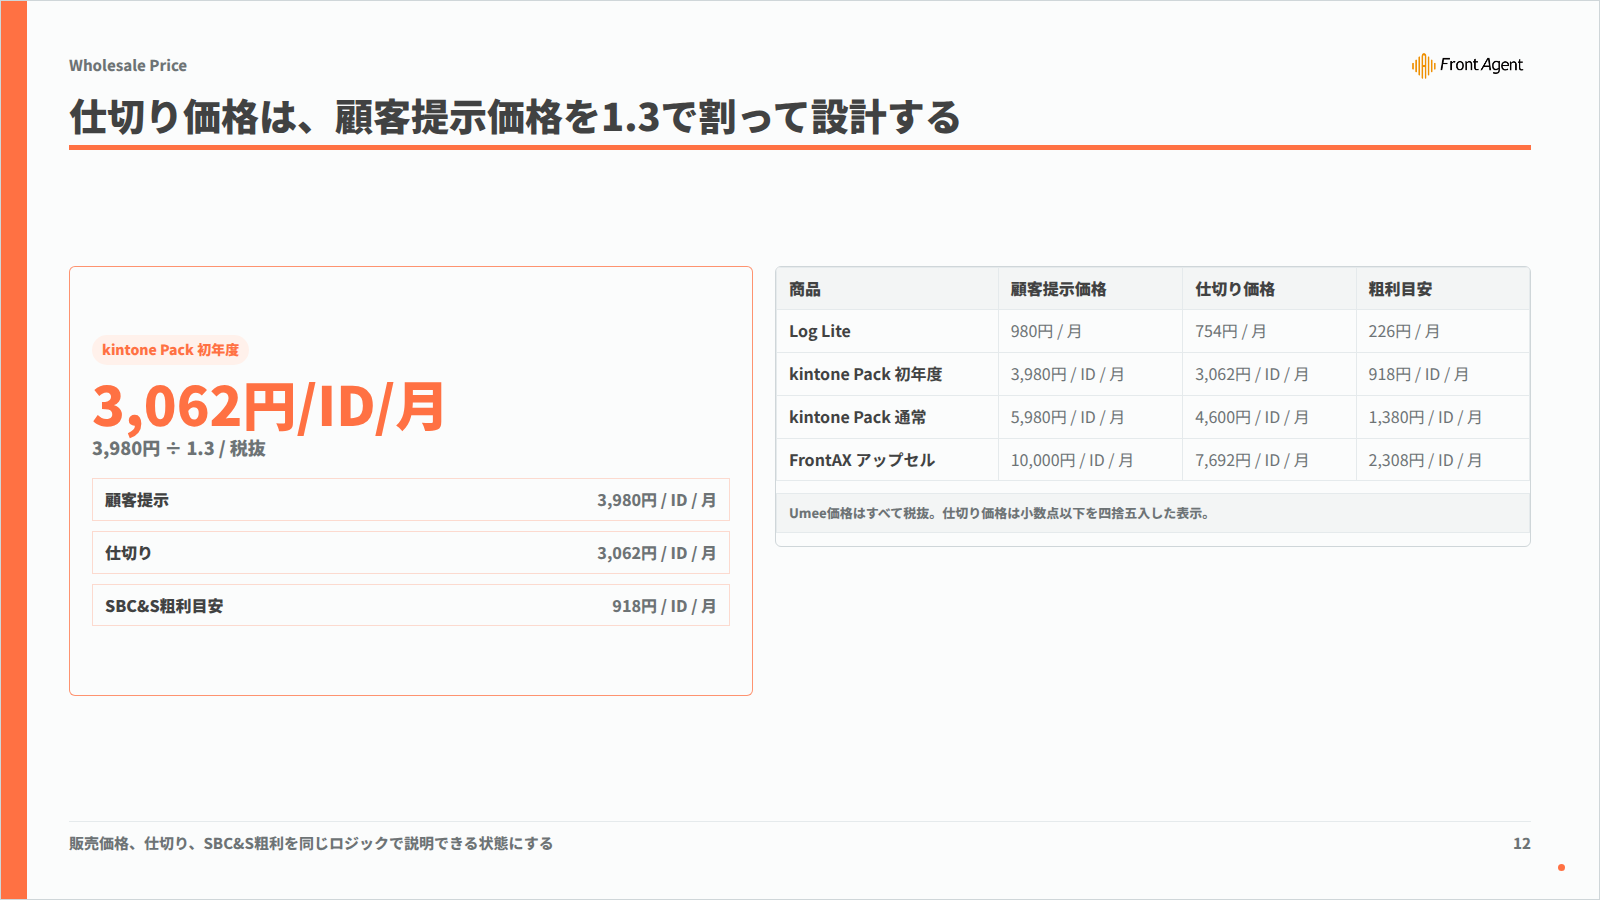 Wholesale Price
Front Agent
仕切り価格は、顧客提示価格を1.3で割って設計する
kintone Pack 初年度
3,062円/ID/月
3,980円 ÷ 1.3 / 税抜
顧客提示 3,980円 / ID / 月
仕切り 3,062円 / ID / 月
SBC&S粗利目安 918円 / ID / 月
商品 顧客提示価格 仕切り価格 粗利目安
Log Lite 980円 / 月 754円 / 月 226円 / 月
kintone Pack 初年度 3,980円 / ID / 月 3,062円 / ID / 月 918円 / ID / 月
kintone Pack 通常 5,980円 / ID / 月 4,600円 / ID / 月 1,380円 / ID / 月
FrontAX アップセル 10,000円 / ID / 月 7,692円 / ID / 月 2,308円 / ID / 月
Umee価格はすべて税抜。仕切り価格は小数点以下を四捨五入した表示。
販売価格、仕切り、SBC&S粗利を同じロジックで説明できる状態にする
12